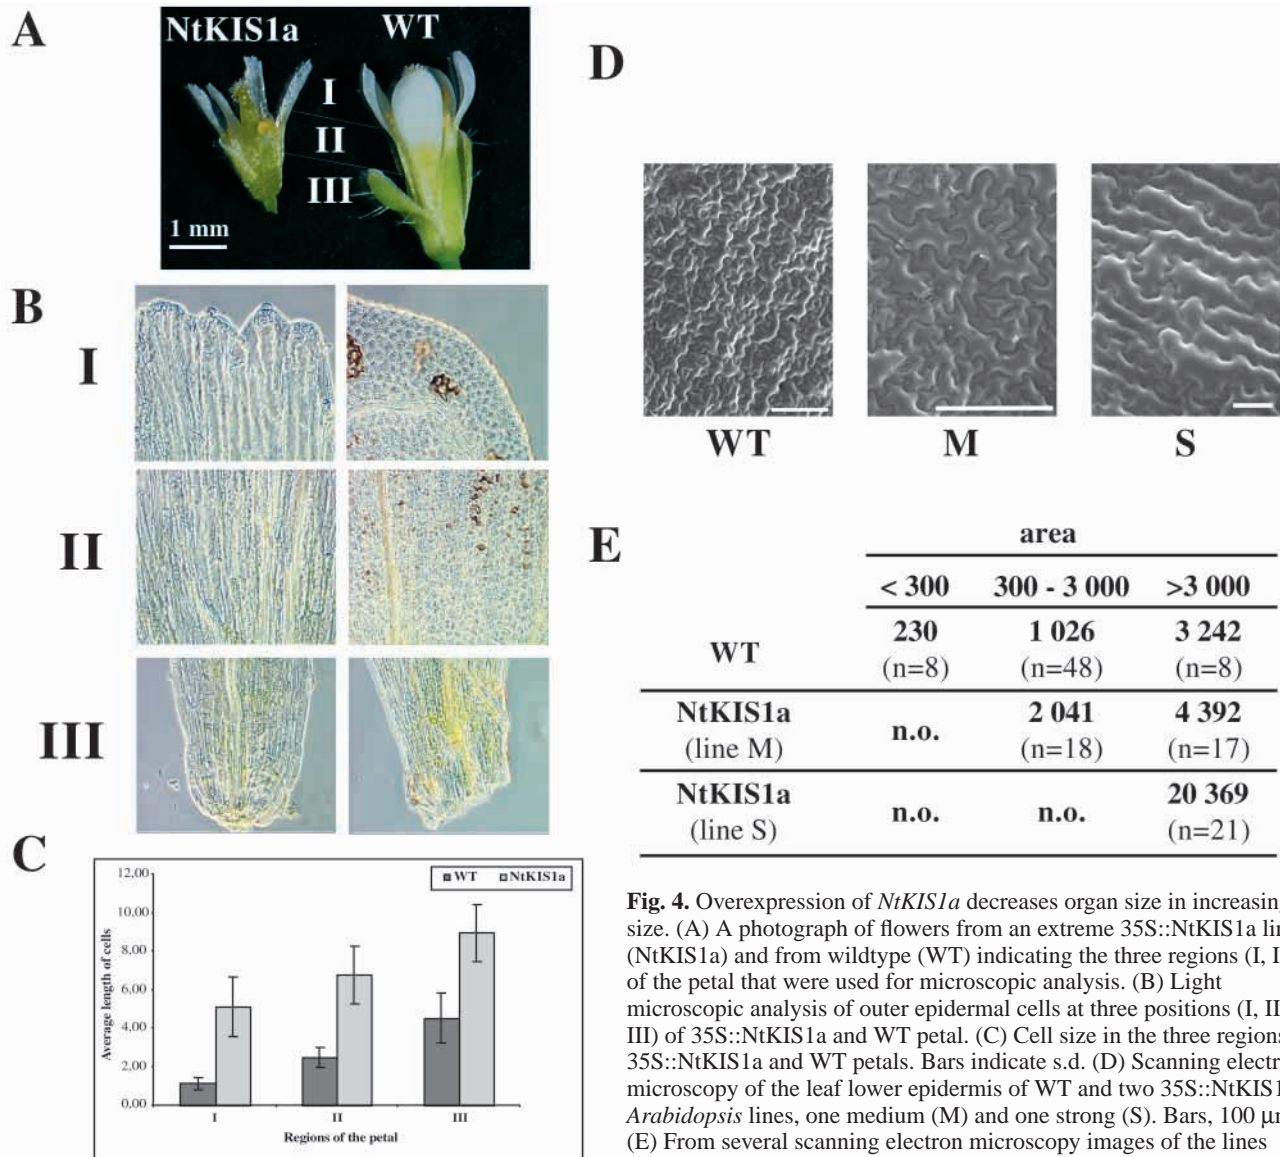 A
NtKIS1a WT
I
II
III
1 mm
B
I
II
III
C
12,00
10,00
8,00
6,00
4,00
2,00
0,00
Average length of cells
WT NtKIS1a
I II III
Regions of the petal
D
WT M S
E
area
< 300 300 - 3 000 >3 000
WT 230 1 026 3 242
(n=8) (n=48) (n=8)
NtKIS1a n.o. 2 041 4 392
(line M) (n=18) (n=17)
NtKIS1a n.o. n.o. 20 369
(line S) (n=21)
Fig. 4. Overexpression of NtKIS1a decreases organ size in increasing
size. (A) A photograph of flowers from an extreme 35S::NtKIS1a
(NtKIS1a) and from wildtype (WT) indicating the three regions (I,
of the petal that were used for microscopic analysis. (B) Light
microscopic analysis of outer epidermal cells at three positions (I, II
III) of 35S::NtKIS1a and WT petal. (C) Cell size in the three regions
35S::NtKIS1a and WT petals. Bars indicate s.d. (D) Scanning electr
microscopy of the leaf lower epidermis of WT and two 35S::NtKIS1
Arabidopsis lines, one medium (M) and one strong (S). Bars, 100 µm
(E) From several scanning electron microscopy images of the lines